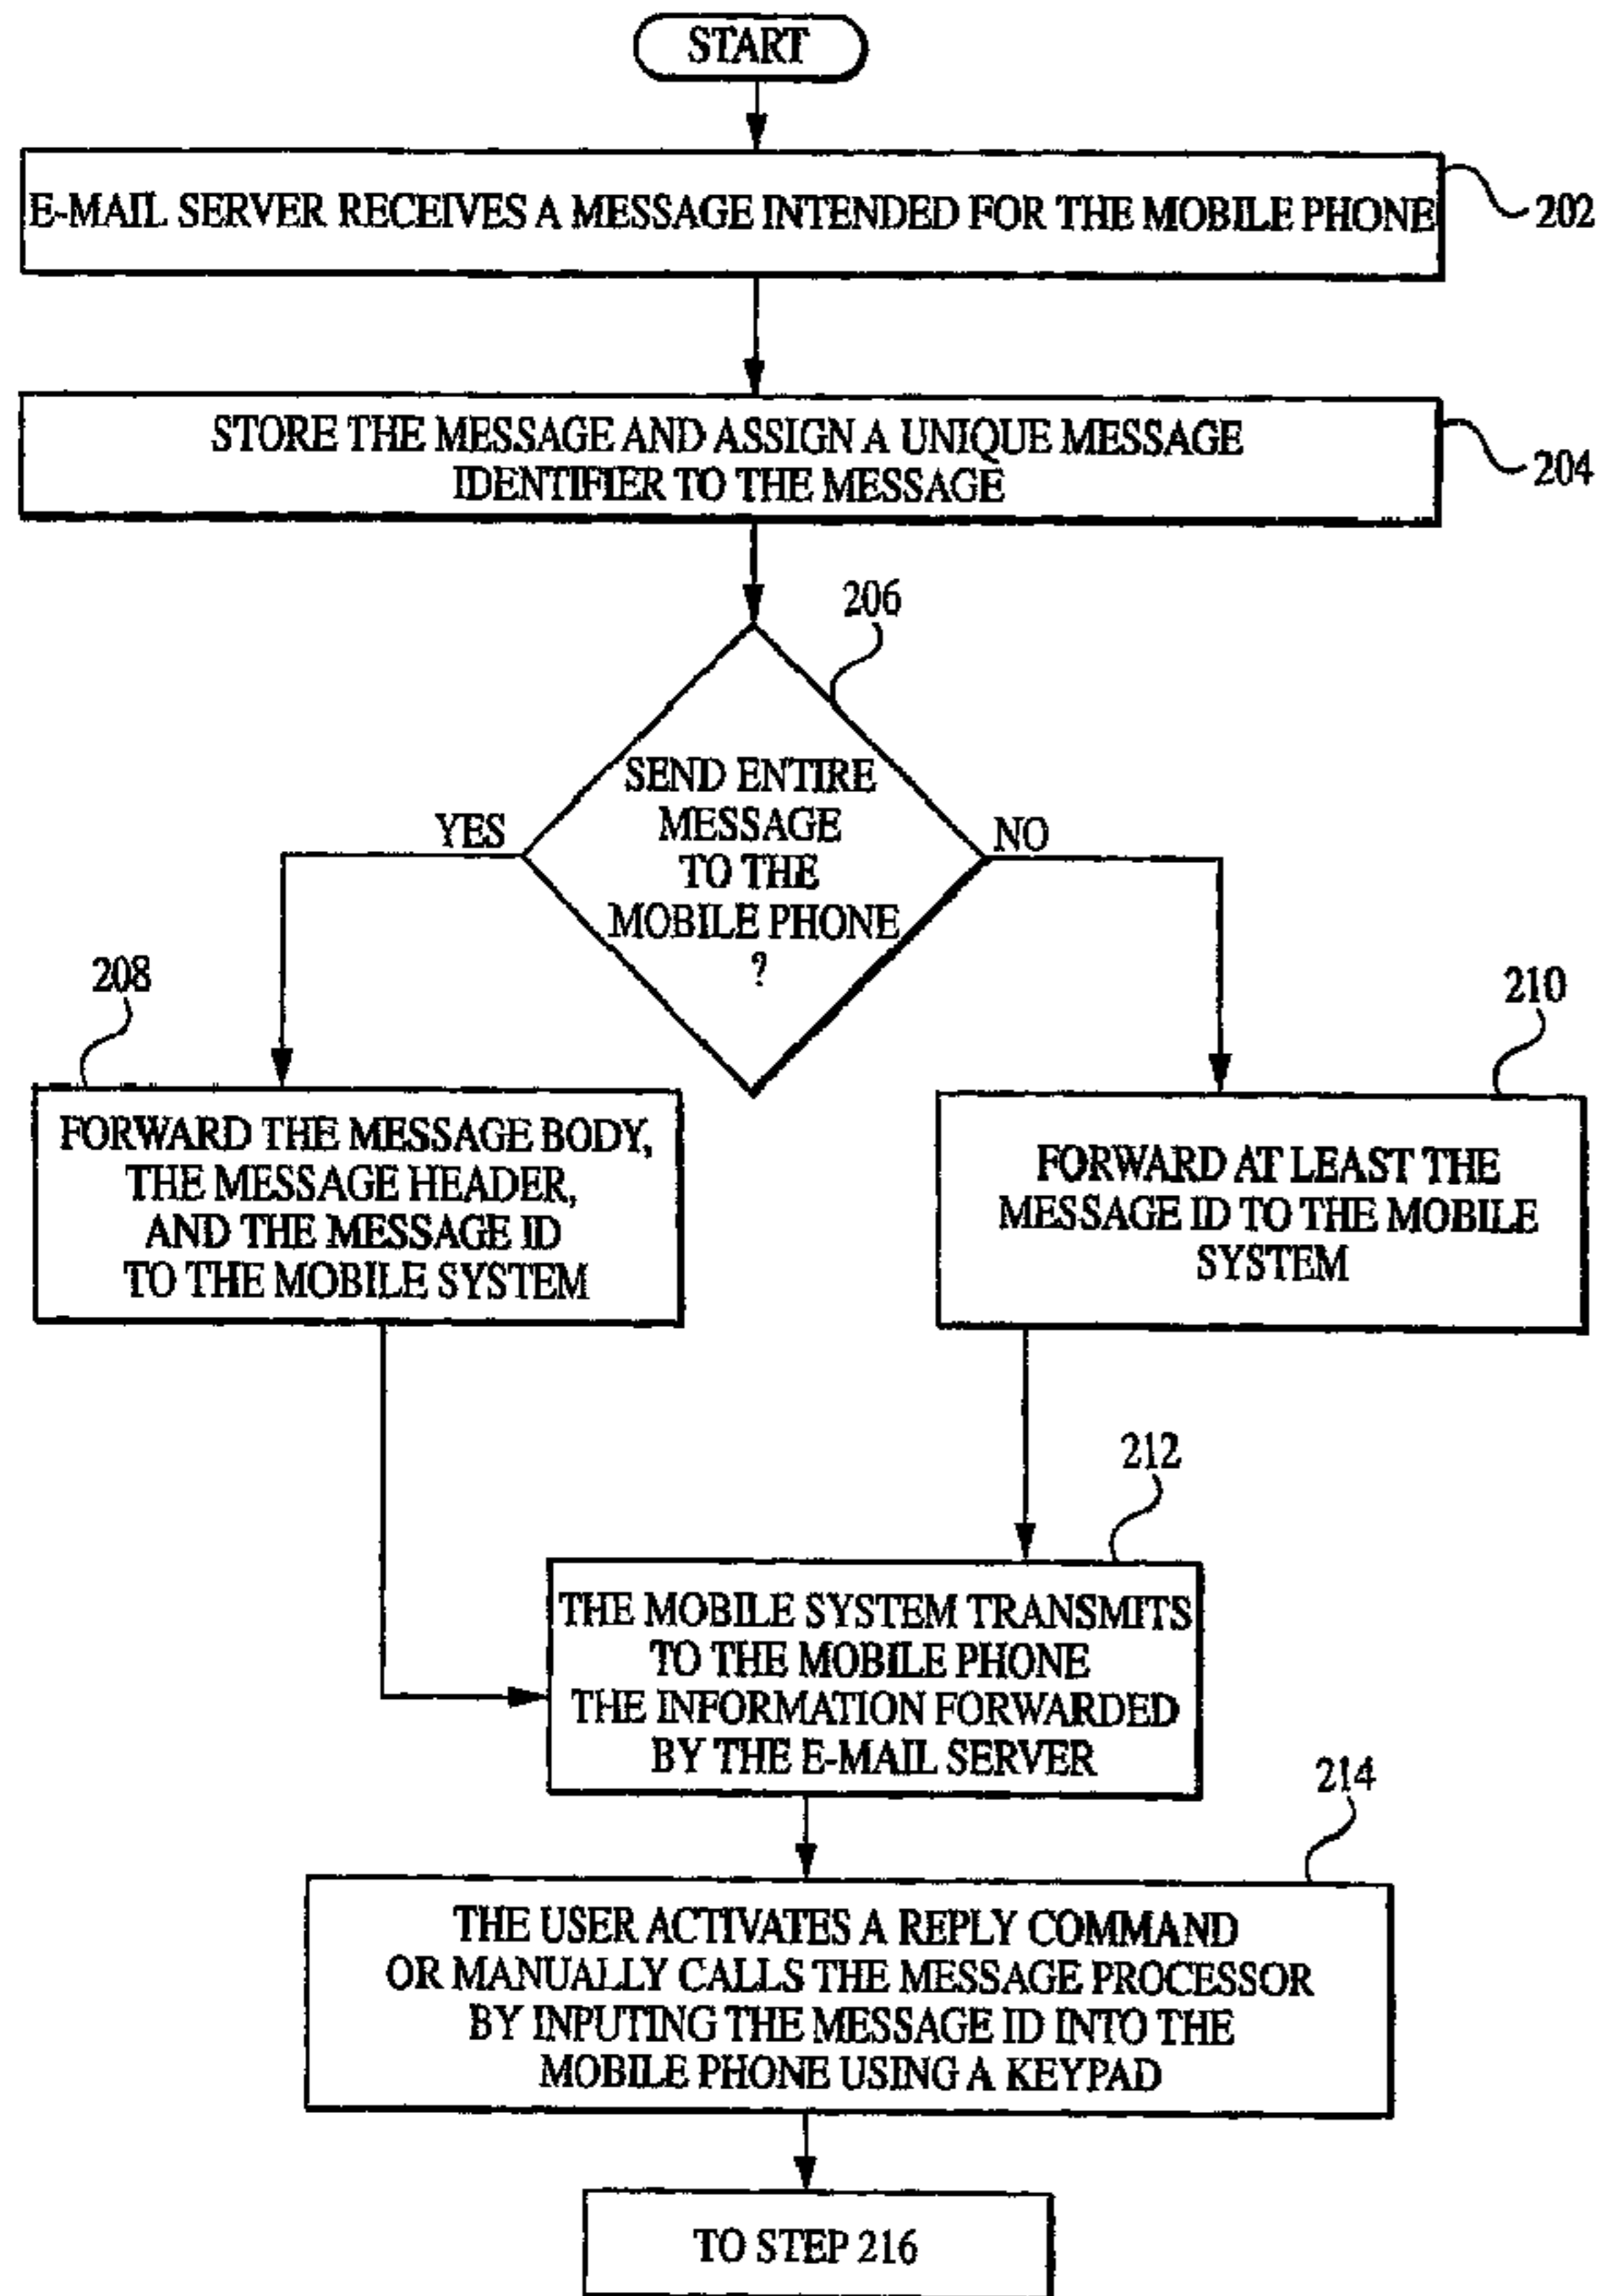 START
E-MAIL SERVER RECEIVES A MESSAGE INTENDED FOR THE MOBILE PHONE
202
STORE THE MESSAGE AND ASSIGN A UNIQUE MESSAGE
IDENTIFIER TO THE MESSAGE
204
206
SEND ENTIRE
MESSAGE
TO THE
MOBILE PHONE
?
YES
NO
208
FORWARD THE MESSAGE BODY,
THE MESSAGE HEADER,
AND THE MESSAGE ID
TO THE MOBILE SYSTEM
210
FORWARD AT LEAST THE
MESSAGE ID TO THE MOBILE
SYSTEM
212
THE MOBILE SYSTEM TRANSMITS
TO THE MOBILE PHONE
THE INFORMATION FORWARDED
BY THE E-MAIL SERVER
214
THE USER ACTIVATES A REPLY COMMAND
OR MANUALLY CALLS THE MESSAGE PROCESSOR
BY INPUTING THE MESSAGE ID INTO THE
MOBILE PHONE USING A KEYPAD
TO STEP 216